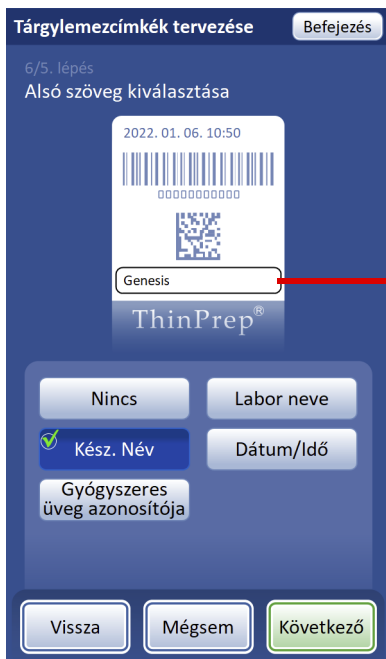 Tárgylemezcímkék tervezése
Befejezés
6/5. lépés
Alsó szöveg kiválasztása
2022. 01. 06. 10:50
00000000000
Genesis
ThinPrep®
Nincs
Labor neve
Kész. Név
Dátum/Idő
Gyógyszeres
üveg azonosítója
Vissza
Mégsem
Következő